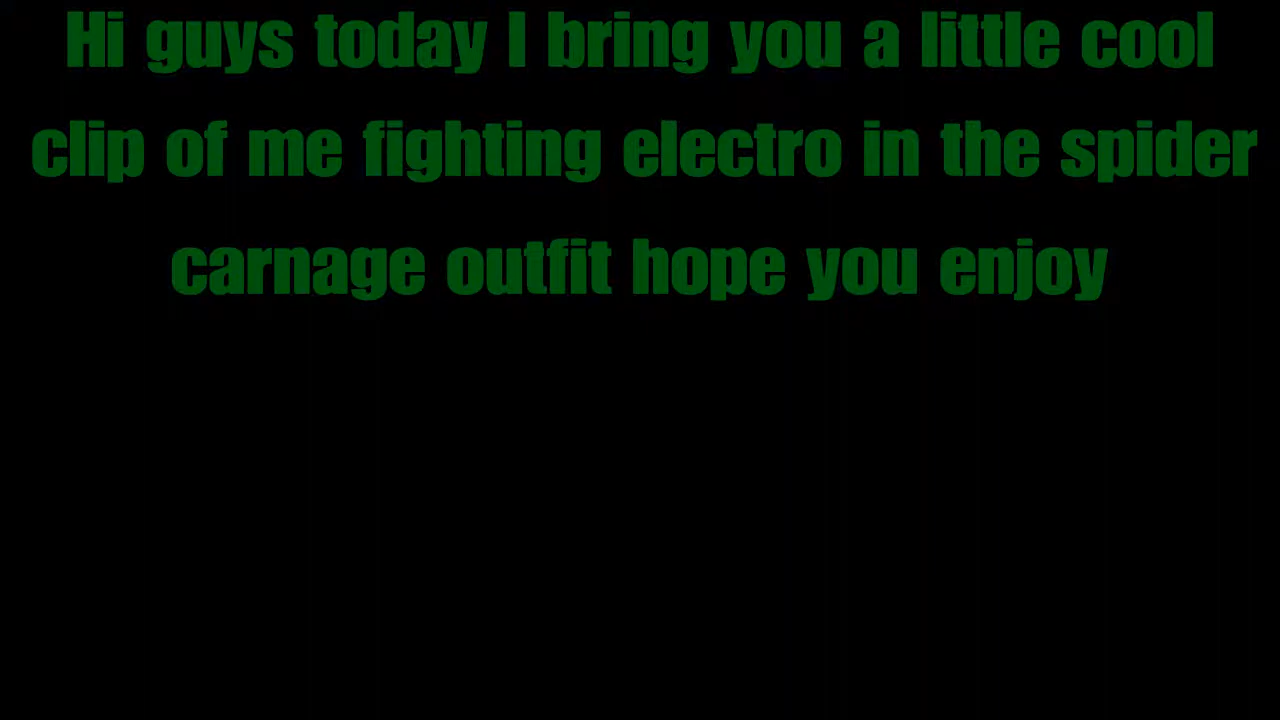 Hi guys today I bring you a little cool
clip of me fighting electro in the spider
carnage outfit hope you enjoy